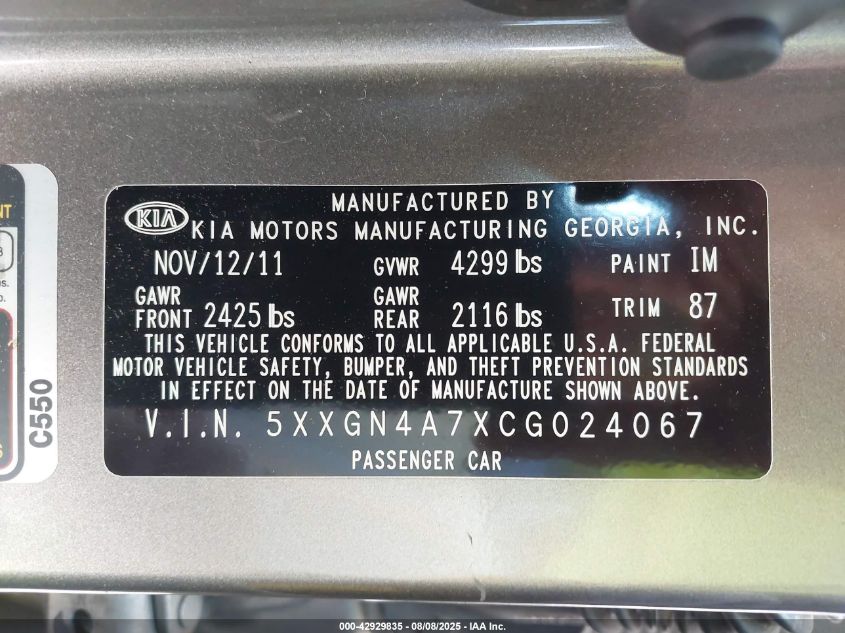 MANUFACTURED BY
KIA
KIA MOTORS MANUFACTURING GEORGIA, INC.
NOV/12/11 GVWR 4299 lbs PAINT IM
GAWR FRONT 2425 lbs GAWR REAR 2116 lbs TRIM 87
THIS VEHICLE CONFORMS TO ALL APPLICABLE U.S.A. FEDERAL
MOTOR VEHICLE SAFETY, BUMPER, AND THEFT PREVENTION STANDARDS
IN EFFECT ON THE DATE OF MANUFACTURE SHOWN ABOVE.
V.I.N. 5XXGN4A7XCG024067
PASSENGER CAR
C550
000-42929835 - 08/08/2025 - IAA Inc.